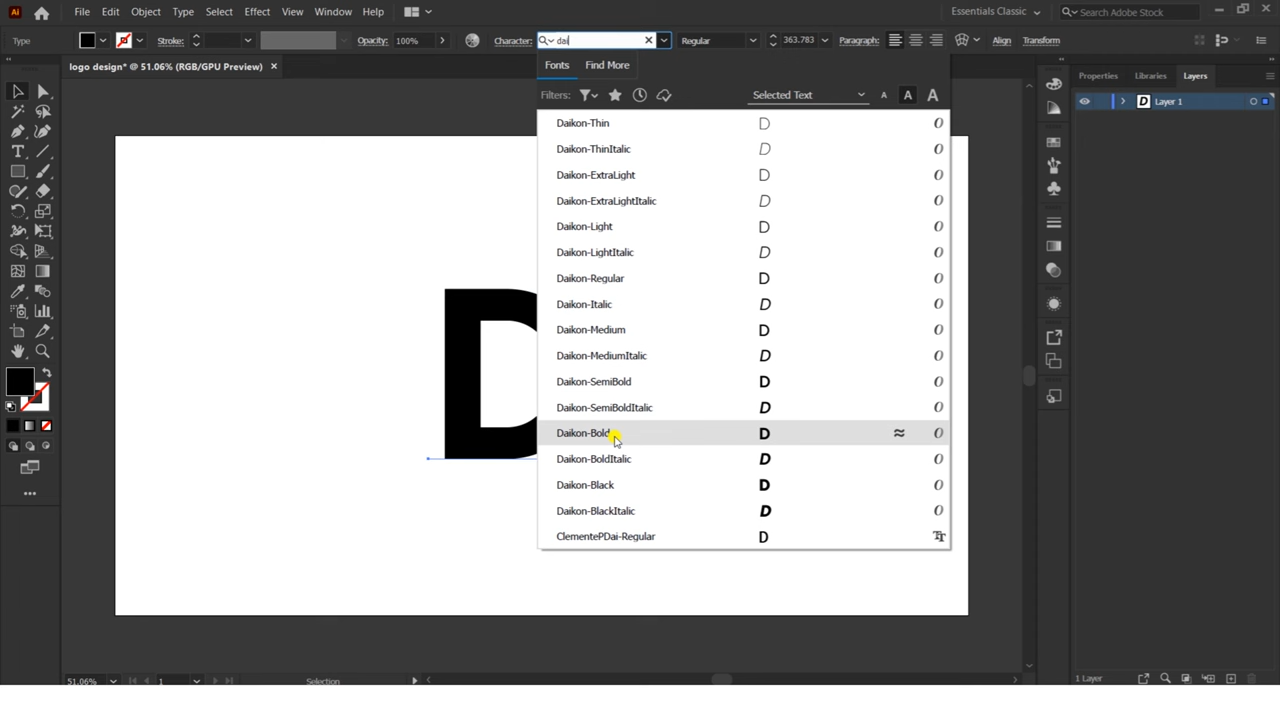 Ai File Edit Object Type Select Effect View Window Help Essentials Classic Search Adobe Stock
Type Stroke: Opacity: 100% Character: dai Regular 363.783 Paragraph: Align Transform
logo design* @ 51.06% (RGB/GPU Preview)
Fonts Find More
Properties Libraries Layers
Filters: Selected Text A A A
D Layer 1
Daikon-Thin D O
Daikon-ThinItalic D O
Daikon-ExtraLight D O
Daikon-ExtraLightItalic D O
Daikon-Light D O
Daikon-LightItalic D O
Daikon-Regular D O
Daikon-Italic D O
Daikon-Medium D O
Daikon-MediumItalic D O
Daikon-SemiBold D O
Daikon-SemiBoldItalic D O
Daikon-Bold D ≈ O
Daikon-BoldItalic D O
Daikon-Black D O
Daikon-BlackItalic D O
ClementePDai-Regular D TT
D
51.06% 1 Selection
1 Layer